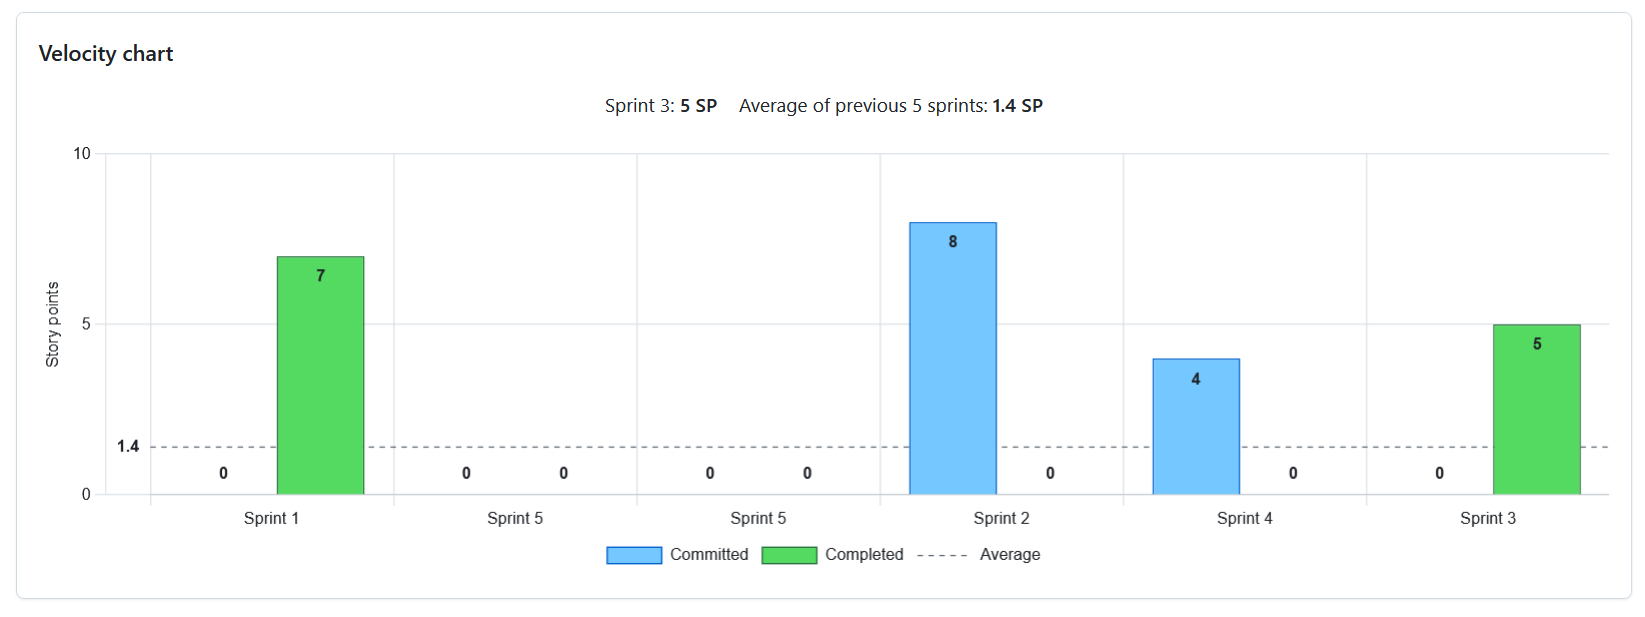 Velocity chart
Sprint 3: 5 SP Average of previous 5 sprints: 1.4 SP
10
5
1.4
0
Story points
0 7 0 0 0 0 8 0 4 0 0 5
Sprint 1 Sprint 5 Sprint 5 Sprint 2 Sprint 4 Sprint 3
Committed Completed Average